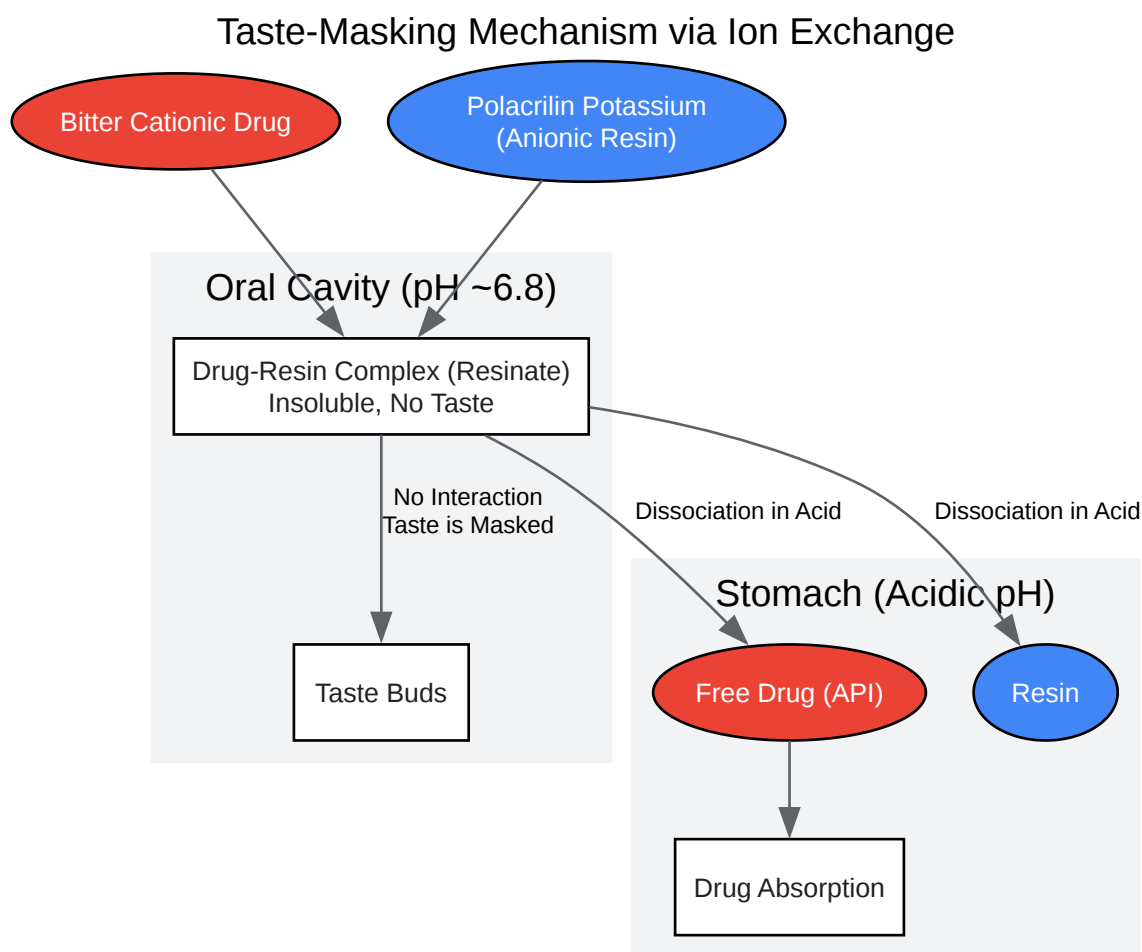 Taste-Masking Mechanism via Ion Exchange
Bitter Cationic Drug
Polacrilin Potassium
(Anionic Resin)
Oral Cavity (pH ~6.8)
Drug-Resin Complex (Resinate)
Insoluble, No Taste
No Interaction
Taste is Masked
Dissociation in Acid
Dissociation in Acid
Stomach (Acidic pH)
Taste Buds
Free Drug (API)
Resin
Drug Absorption